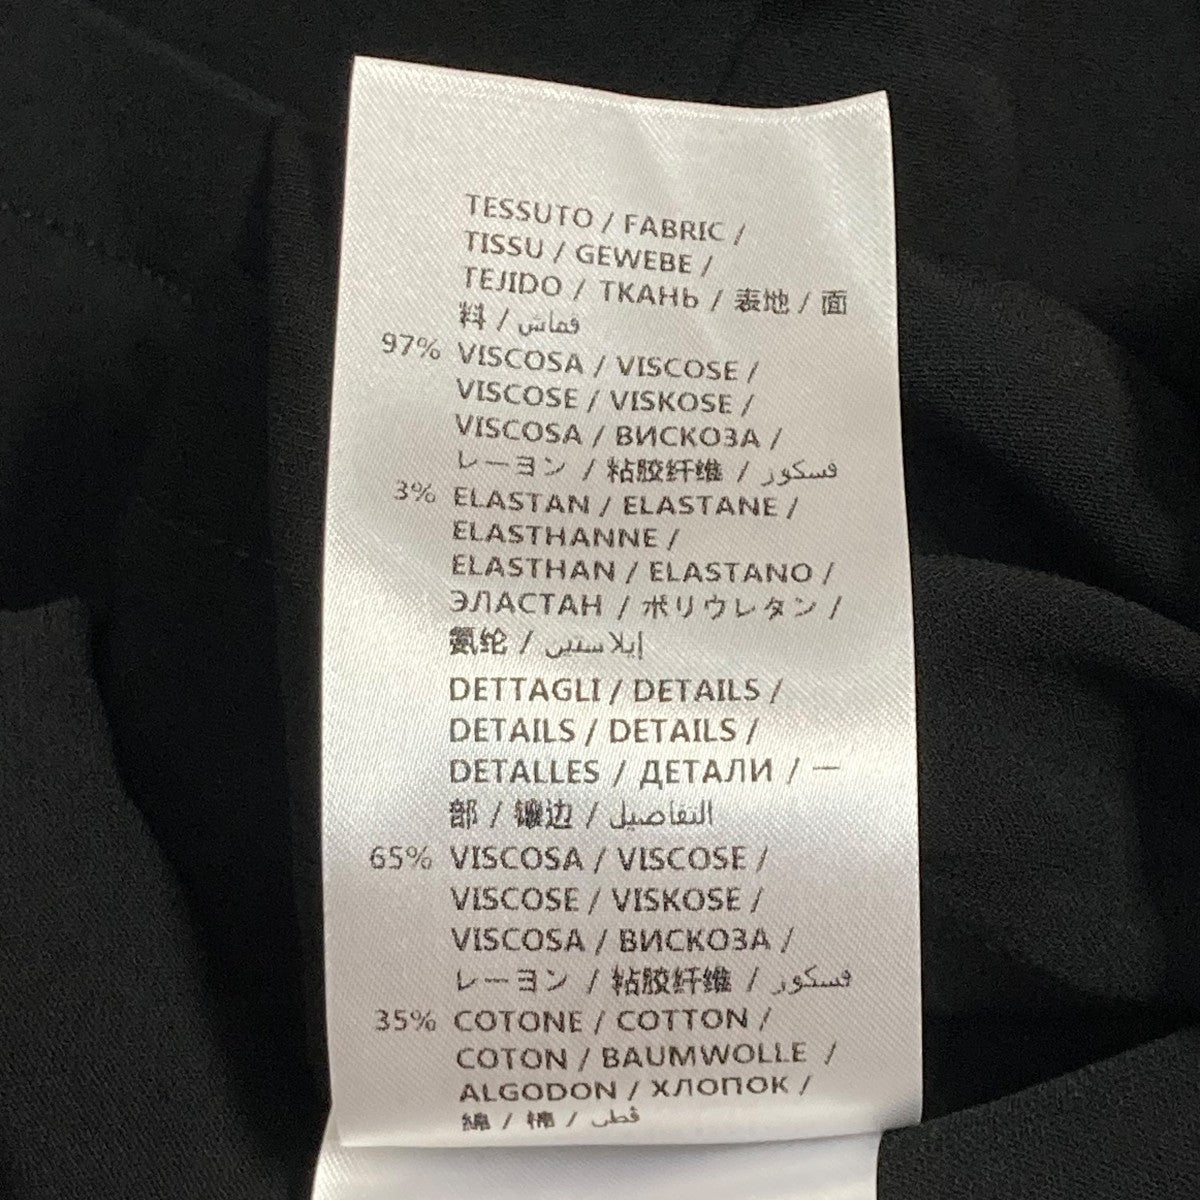 TESSUTO / FABRIC /
TISSU / GEWEBE /
TEJIDO / ТКАНЬ / 表地 / 面
料 / قماش
97% VISCOSA / VISCOSE /
VISCOSE / VISKOSE /
VISCOSA / ВИСКОЗА /
レーヨン / 粘胶纤维 / فسكوز
3% ELASTAN / ELASTANE /
ELASTHANNE /
ELASTHAN / ELASTANO /
ЭЛАСТАН / ポリウレタン /
氨纶 / إيلاستين
DETTAGLI / DETAILS /
DETAILS / DETAILS /
DETALLES / ДЕТАЛИ / 一
部 / 镶边 / التفاصيل
65% VISCOSA / VISCOSE /
VISCOSE / VISKOSE /
VISCOSA / ВИСКОЗА /
レーヨン / 粘胶纤维 / فسكوز
35% COTONE / COTTON /
COTON / BAUMWOLLE /
ALGODON / ХЛОПОК /
綿 / 棉 / قطن